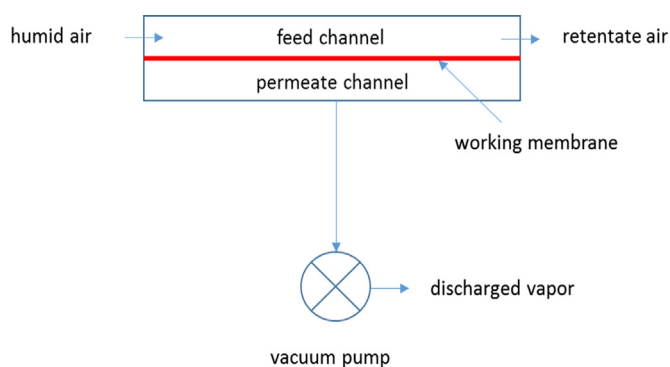 humid air
feed channel
retentate air
permeate channel
working membrane
discharged vapor
vacuum pump